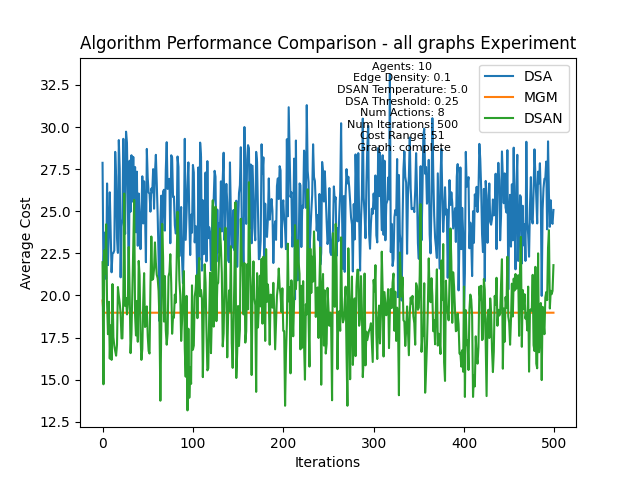 Algorithm Performance Comparison - all graphs Experiment
Agents: 10
Edge Density: 0.1
DSAN Temperature: 5.0
DSA Threshold: 0.25
Num Actions: 8
Num Iterations: 500
Cost Range: 51
Graph: complete
DSA
MGM
DSAN
Average Cost
32.5
30.0
27.5
25.0
22.5
20.0
17.5
15.0
12.5
0 100 200 300 400 500
Iterations